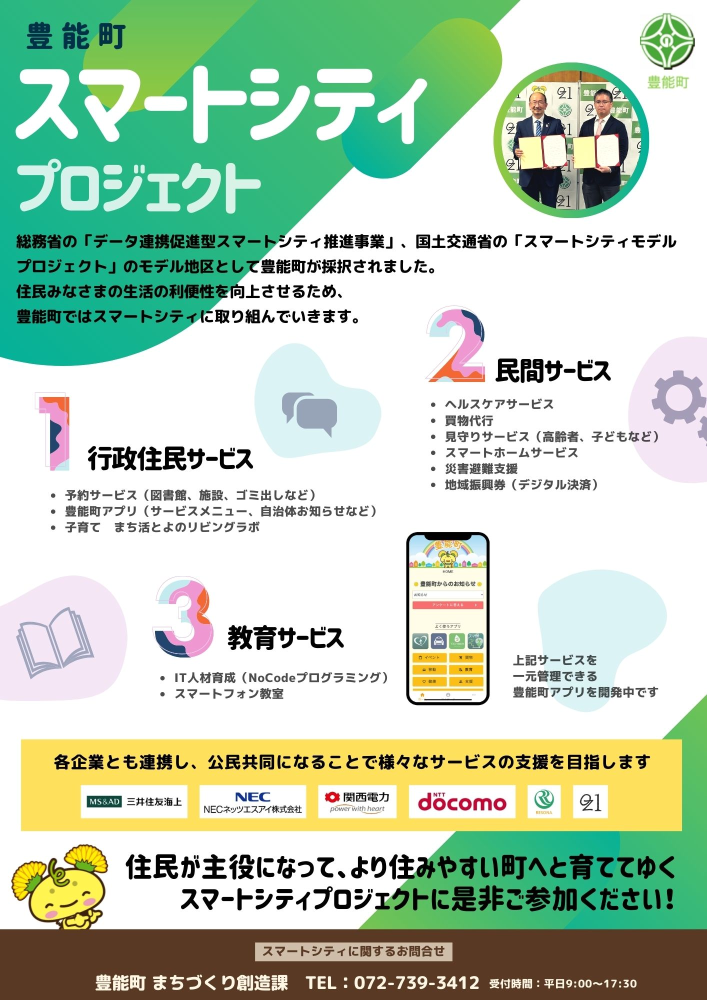 豊能町
スマートシティ
プロジェクト
豊能町
総務省の「データ連携促進型スマートシティ推進事業」、国土交通省の「スマートシティモデル
プロジェクト」のモデル地区として豊能町が採択されました。
住民みなさまの生活の利便性を向上させるため、
豊能町ではスマートシティに取り組んでいきます。
1
行政住民サービス
• 予約サービス（図書館、施設、ゴミ出しなど）
• 豊能町アプリ（サービスメニュー、自治体お知らせなど）
• 子育て　まち活とよのリビングラボ
2
民間サービス
• ヘルスケアサービス
• 買物代行
• 見守りサービス（高齢者、子どもなど）
• スマートホームサービス
• 災害避難支援
• 地域振興券（デジタル決済）
3
教育サービス
• IT人材育成（NoCodeプログラミング）
• スマートフォン教室
豊能町
HOME
豊能町からのお知らせ
お知らせ
アンケートに答える
よく使うアプリ
スマ保
イベント 買物
移動 教育
健康 支援
上記サービスを
一元管理できる
豊能町アプリを開発中です
各企業とも連携し、公民共同になることで様々なサービスの支援を目指します
MS&AD 三井住友海上
NEC
NECネッツエスアイ株式会社
関西電力
power with heart
NTT
docomo
RESONA
OZ1
住民が主役になって、より住みやすい町へと育ててゆく
スマートシティプロジェクトに是非ご参加ください！
スマートシティに関するお問合せ
豊能町 まちづくり創造課　TEL：072-739-3412 受付時間：平日9:00〜17:30